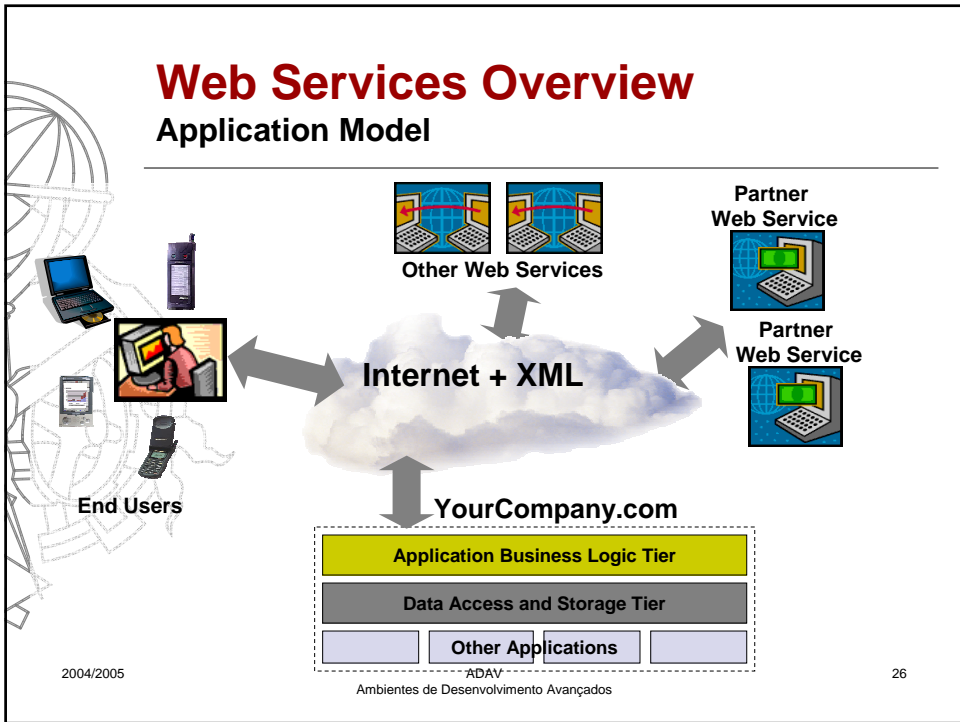 Web Services Overview
Application Model
Partner
Web Service
Other Web Services
Partner
Web Service
Internet + XML
End Users
YourCompany.com
Application Business Logic Tier
Data Access and Storage Tier
Other Applications
2004/2005
ADAV
Ambientes de Desenvolvimento Avançados
26